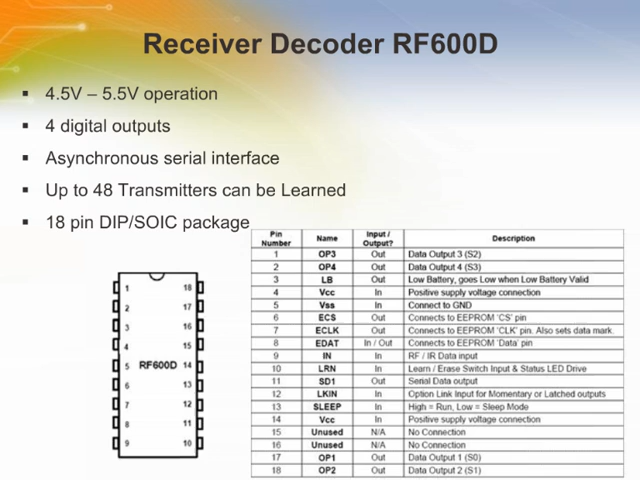 Receiver Decoder RF600D
▪ 4.5V – 5.5V operation
▪ 4 digital outputs
▪ Asynchronous serial interface
▪ Up to 48 Transmitters can be Learned
▪ 18 pin DIP/SOIC package
1 18
2 17
3 16
4 15
5 RF600D 14
6 13
7 12
8 11
9 10
Pin Number Name Input / Output? Description
1 OP3 Out Data Output 3 (S2)
2 OP4 Out Data Output 4 (S3)
3 LB Out Low Battery, goes Low when Low Battery Valid
4 Vcc In Positive supply voltage connection
5 Vss In Connect to GND
6 ECS Out Connects to EEPROM 'CS' pin
7 ECLK Out Connects to EEPROM 'CLK' pin. Also sets data mark.
8 EDAT In / Out Connects to EEPROM 'Data' pin
9 IN In RF / IR Data input
10 LRN In Learn / Erase Switch Input & Status LED Drive
11 SD1 Out Serial Data output
12 LKIN In Option Link Input for Momentary or Latched outputs
13 SLEEP In High = Run, Low = Sleep Mode
14 Vcc In Positive supply voltage connection
15 Unused N/A No Connection
16 Unused N/A No Connection
17 OP1 Out Data Output 1 (S0)
18 OP2 Out Data Output 2 (S1)